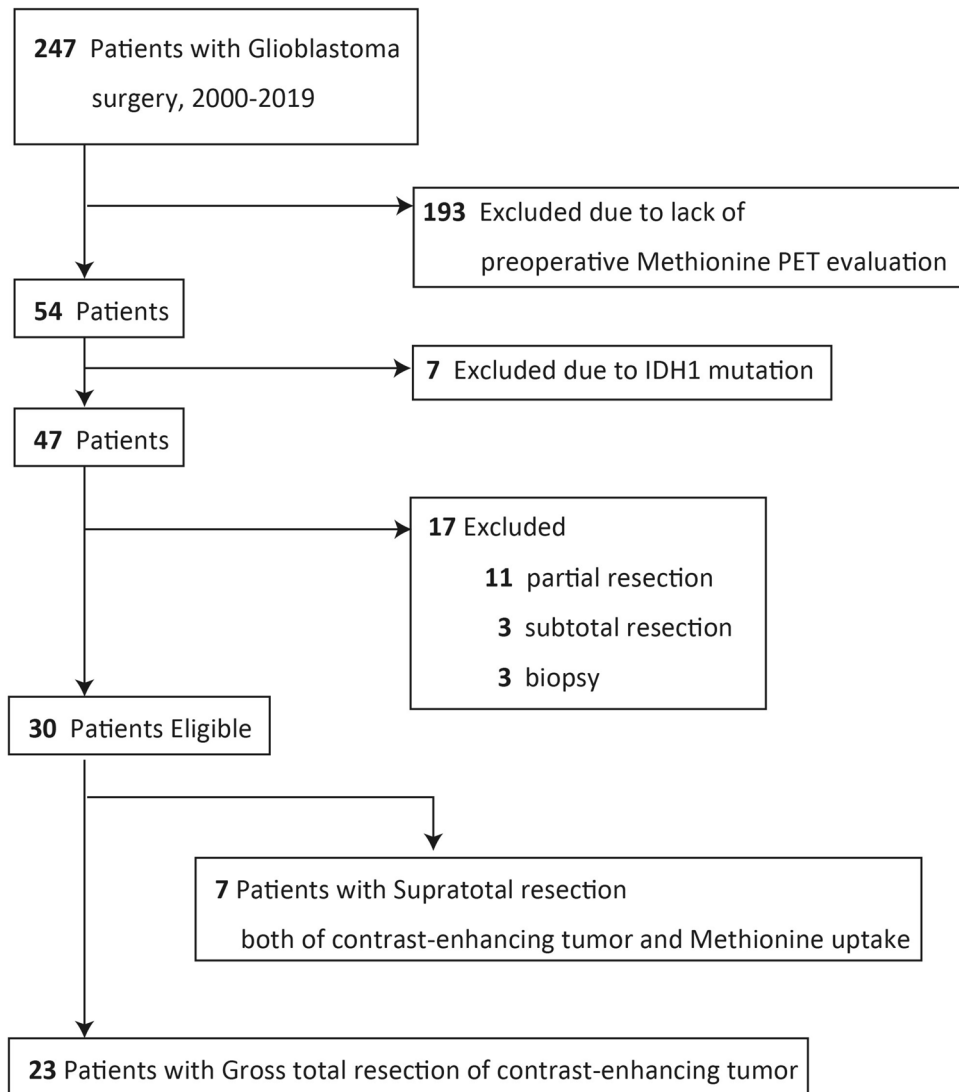 247 Patients with Glioblastoma
surgery, 2000-2019
193 Excluded due to lack of
preoperative Methionine PET evaluation
54 Patients
7 Excluded due to IDH1 mutation
47 Patients
17 Excluded
11 partial resection
3 subtotal resection
3 biopsy
30 Patients Eligible
7 Patients with Supratotal resection
both of contrast-enhancing tumor and Methionine uptake
23 Patients with Gross total resection of contrast-enhancing tumor